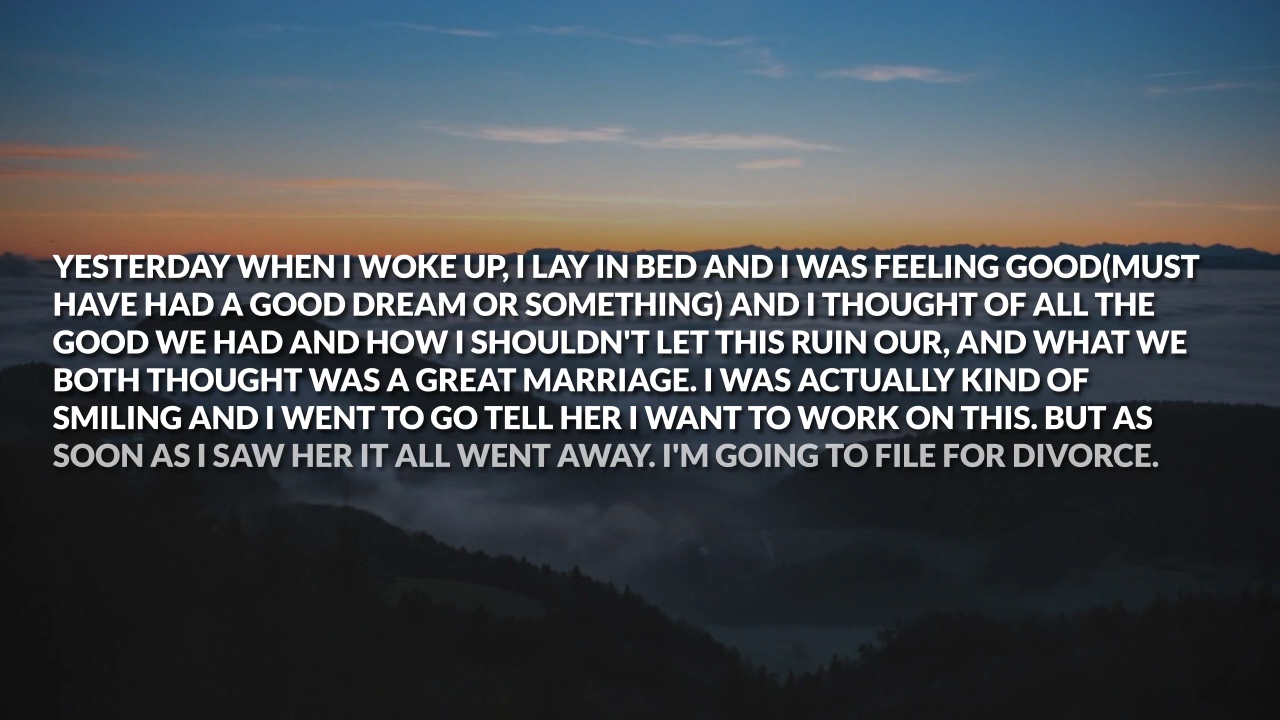 YESTERDAY WHEN I WOKE UP, I LAY IN BED AND I WAS FEELING GOOD(MUST
HAVE HAD A GOOD DREAM OR SOMETHING) AND I THOUGHT OF ALL THE
GOOD WE HAD AND HOW I SHOULDN'T LET THIS RUIN OUR, AND WHAT WE
BOTH THOUGHT WAS A GREAT MARRIAGE. I WAS ACTUALLY KIND OF
SMILING AND I WENT TO GO TELL HER I WANT TO WORK ON THIS. BUT AS
SOON AS I SAW HER IT ALL WENT AWAY. I'M GOING TO FILE FOR DIVORCE.